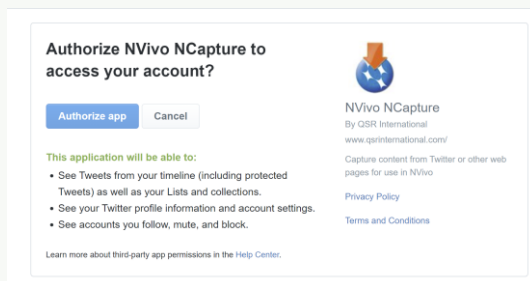 Authorize NVivo NCapture to
access your account?
Authorize app
Cancel
This application will be able to:
• See Tweets from your timeline (including protected
Tweets) as well as your Lists and collections.
• See your Twitter profile information and account settings.
• See accounts you follow, mute, and block.
Learn more about third-party app permissions in the Help Center.
NVivo NCapture
By QSR International
www.qsrinternational.com/
Capture content from Twitter or other web
pages for use in NVivo
Privacy Policy
Terms and Conditions